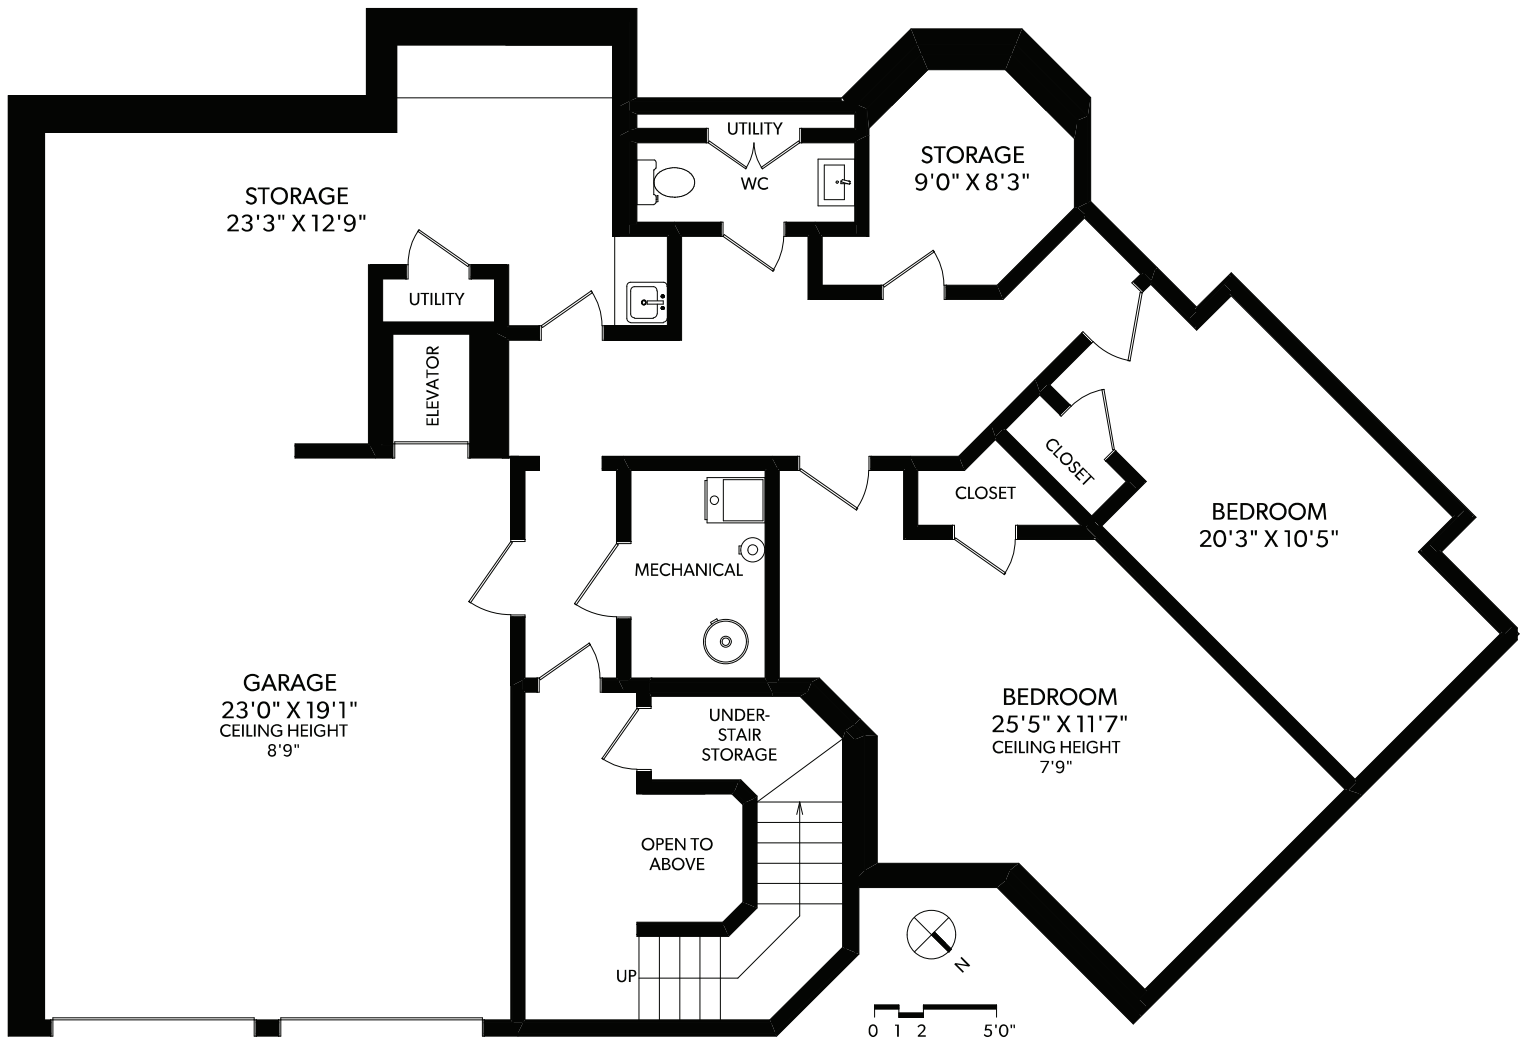 UTILITY
WC
STORAGE
9'0" X 8'3"
STORAGE
23'3" X 12'9"
UTILITY
ELEVATOR
CLOSET
CLOSET
BEDROOM
20'3" X 10'5"
MECHANICAL
GARAGE
23'0" X 19'1"
CEILING HEIGHT
8'9"
UNDER-
STAIR
STORAGE
BEDROOM
25'5" X 11'7"
CEILING HEIGHT
7'9"
OPEN TO
ABOVE
UP
N
0 1 2 5'0"